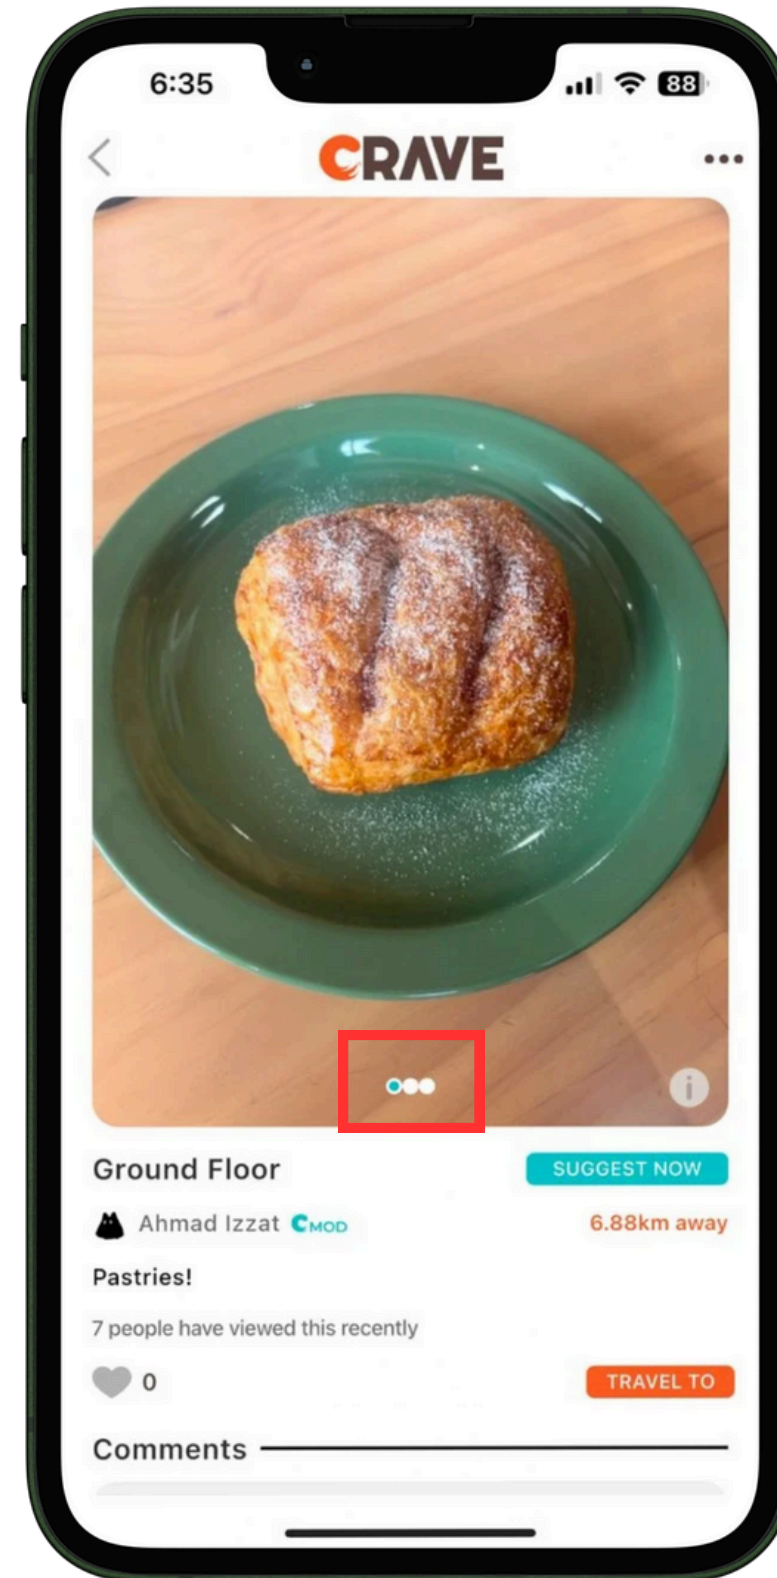 6:35
88
CRAVE
i
Ground Floor
SUGGEST NOW
Ahmad Izzat CMOD
6.88km away
Pastries!
7 people have viewed this recently
0
TRAVEL TO
Comments